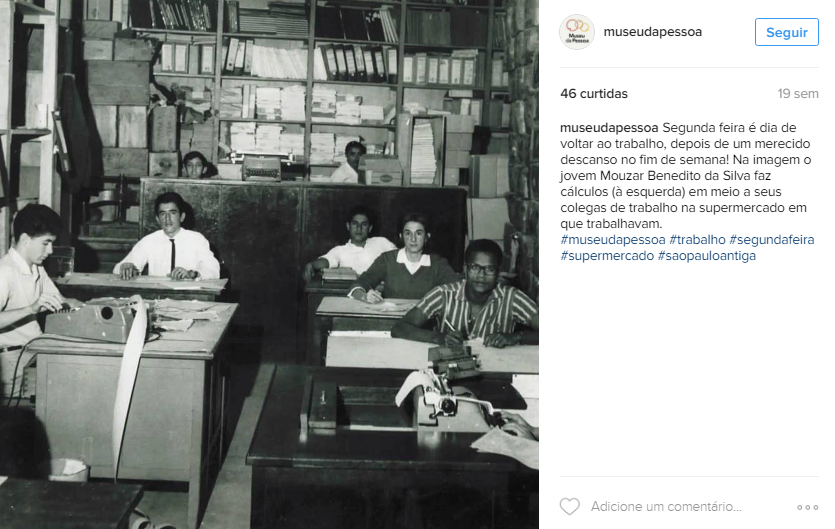 Museu
da Pessoa
museudapessoa
Seguir
46 curtidas
19 sem
museudapessoa Segunda feira é dia de
voltar ao trabalho, depois de um merecido
descanso no fim de semana! Na imagem o
jovem Mouzar Benedito da Silva faz
cálculos (à esquerda) em meio a seus
colegas de trabalho na supermercado em
que trabalhavam.
#museudapessoa #trabalho #segundafeira
#supermercado #saopauloantiga
Adicione um comentário...